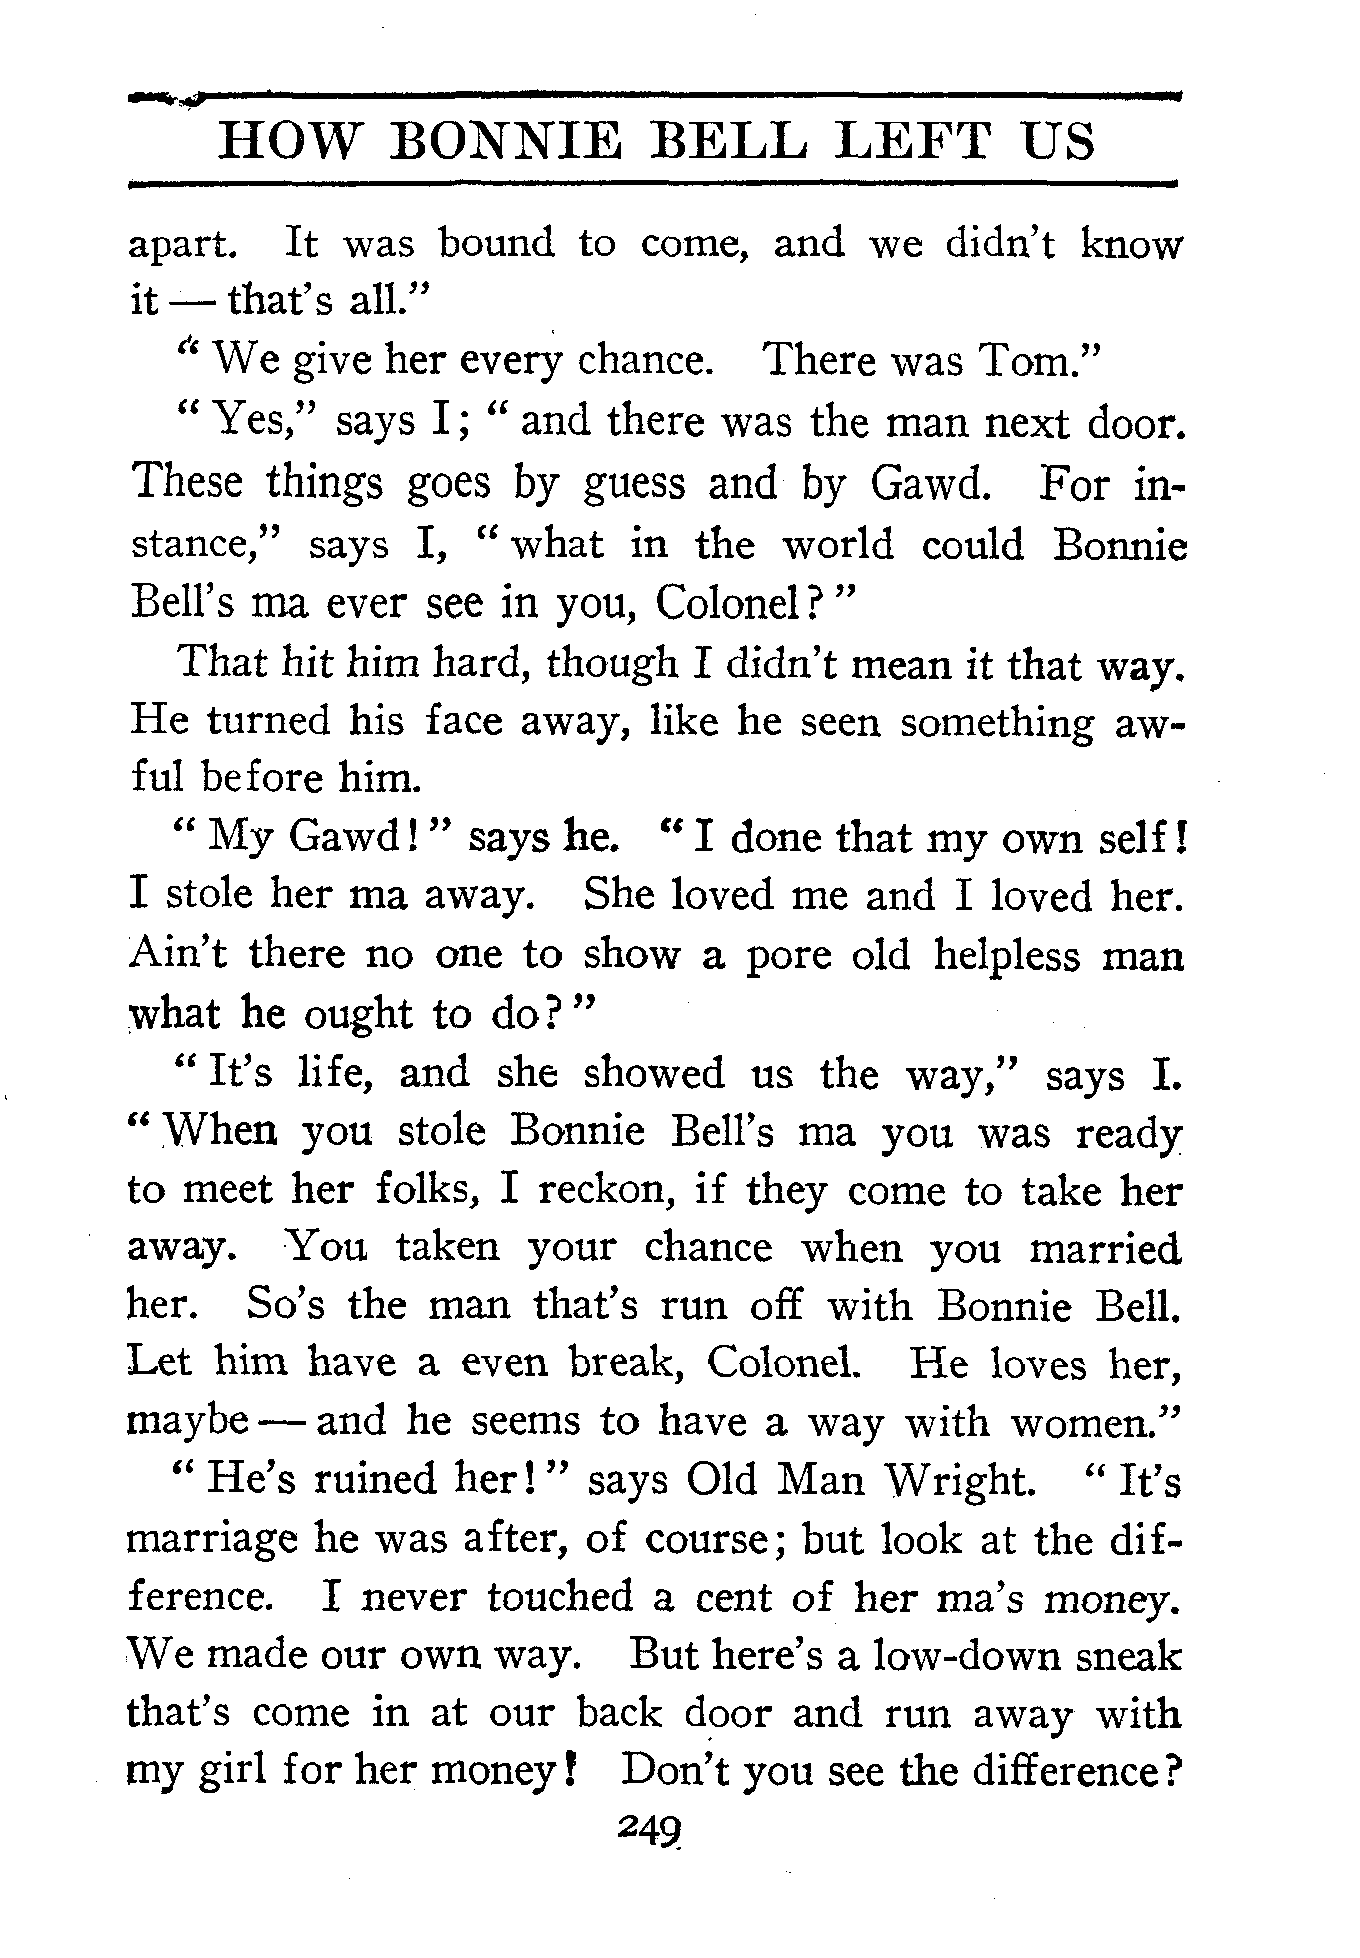 HOW BONNIE BELL LEFT US
apart. It was bound to come, and we didn't know
it — that's all."
"We give her every chance. There was Tom."
"Yes," says I; "and there was the man next door.
These things goes by guess and by Gawd. For in-
stance," says I, "what in the world could Bonnie
Bell's ma ever see in you, Colonel?"
That hit him hard, though I didn't mean it that way.
He turned his face away, like he seen something aw-
ful before him.
"My Gawd!" says he. "I done that my own self!
I stole her ma away. She loved me and I loved her.
Ain't there no one to show a pore old helpless man
what he ought to do?"
"It's life, and she showed us the way," says I.
"When you stole Bonnie Bell's ma you was ready
to meet her folks, I reckon, if they come to take her
away. You taken your chance when you married
her. So's the man that's run off with Bonnie Bell.
Let him have a even break, Colonel. He loves her,
maybe — and he seems to have a way with women."
"He's ruined her!" says Old Man Wright. "It's
marriage he was after, of course; but look at the dif-
ference. I never touched a cent of her ma's money.
We made our own way. But here's a low-down sneak
that's come in at our back door and run away with
my girl for her money! Don't you see the difference?
249